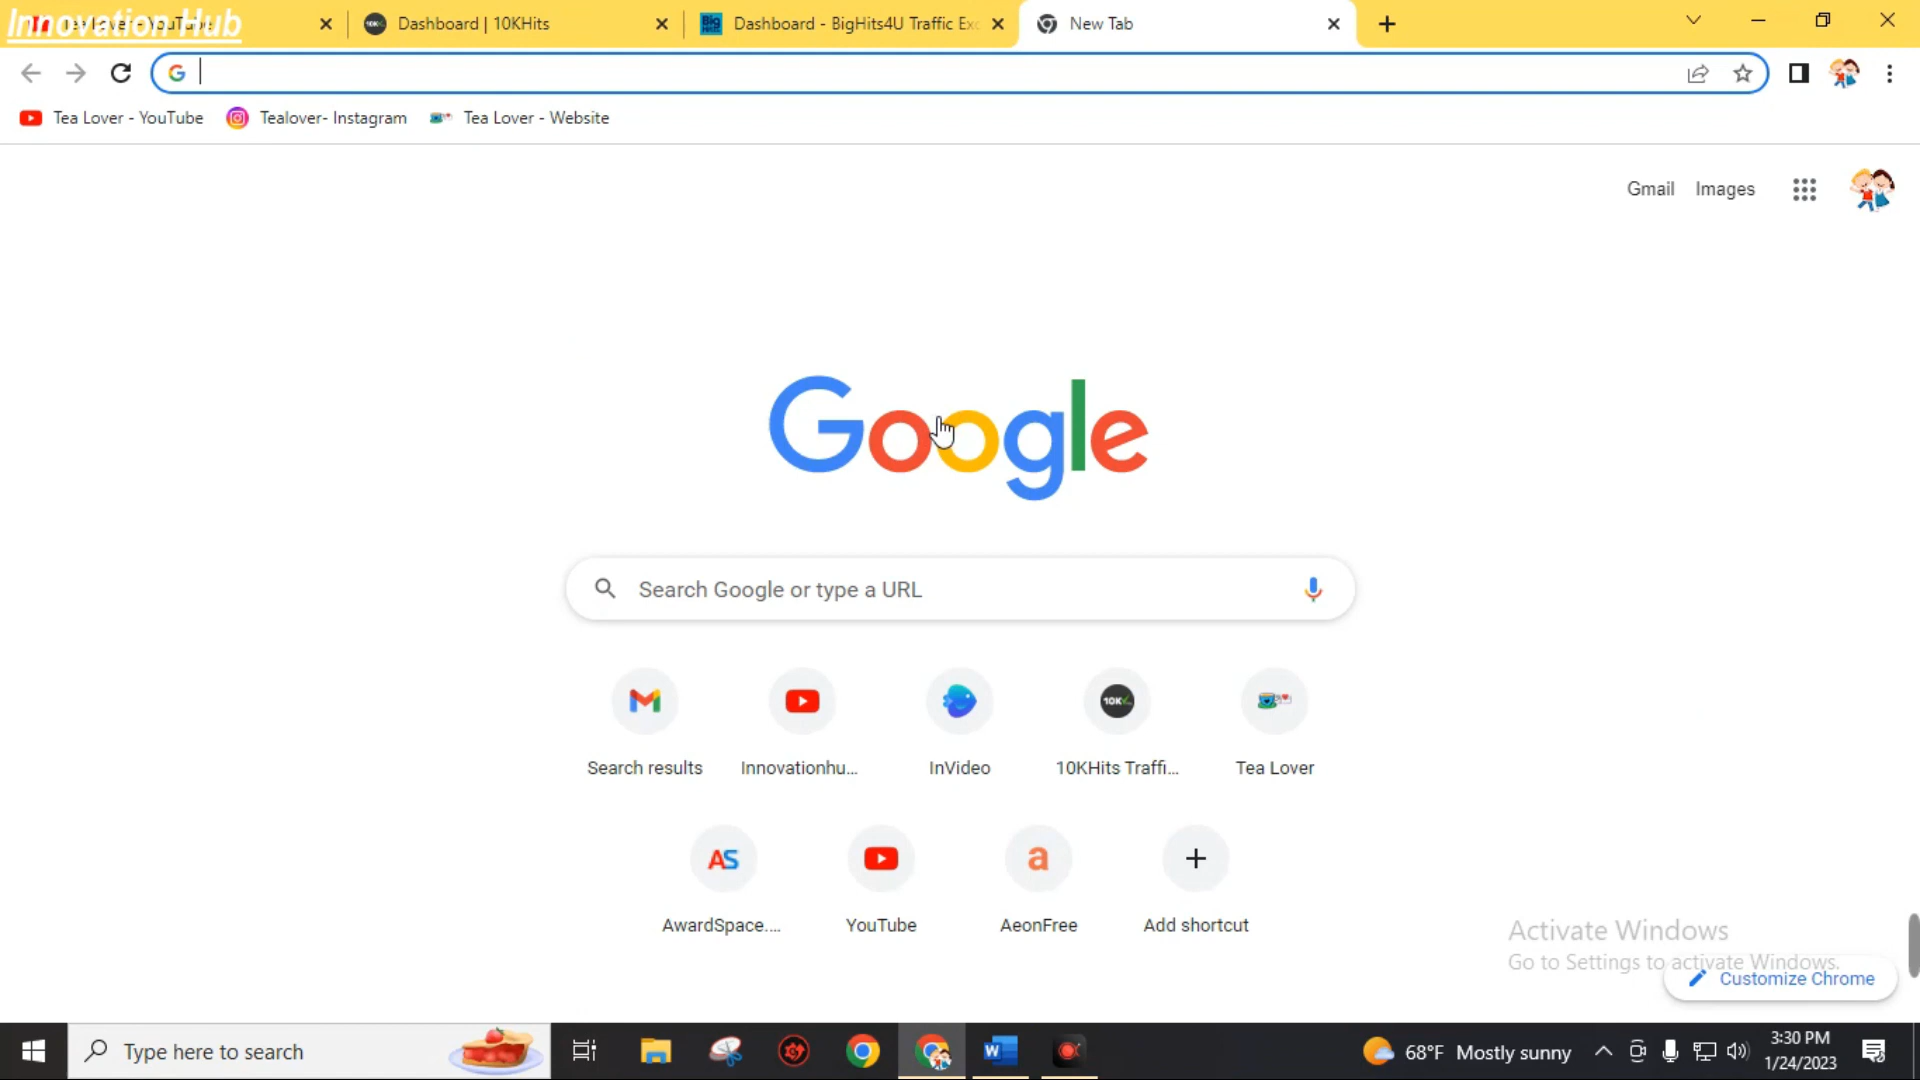 Innovation Hub
Dashboard | 10KHits
Dashboard - BigHits4U Traffic Exc
New Tab
Tea Lover - YouTube
Tealover- Instagram
Tea Lover - Website
Gmail
Images
Google
Search Google or type a URL
Search results
Innovationhu...
InVideo
10KHits Traffi...
Tea Lover
AwardSpace....
YouTube
AeonFree
Add shortcut
Activate Windows
Go to Settings to activate Windows.
Customize Chrome
Type here to search
68°F Mostly sunny
3:30 PM
1/24/2023